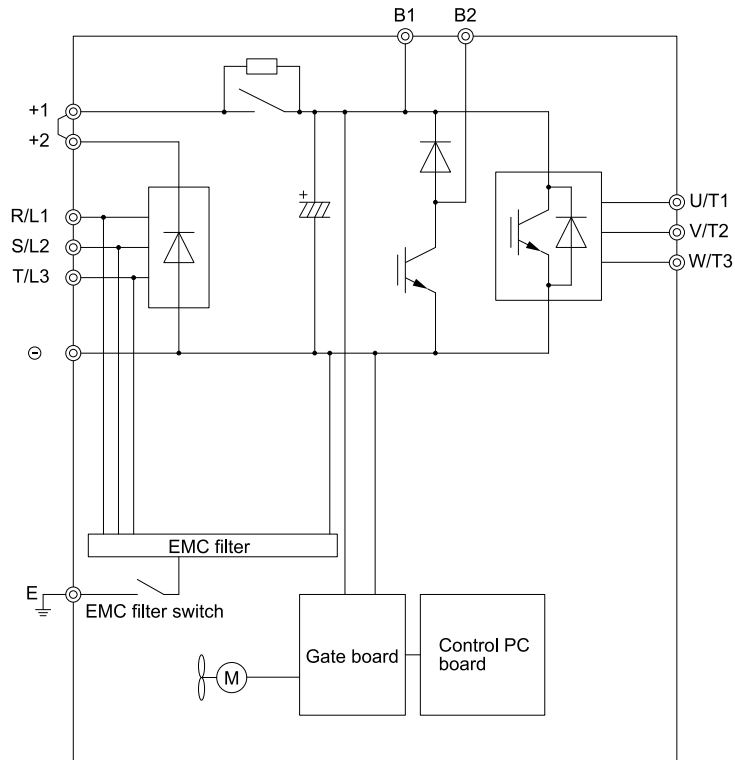 B1
B2
+1
+2
R/L1
S/L2
T/L3
⊖
+
U/T1
V/T2
W/T3
EMC filter
E
EMC filter switch
Gate board
Control PC
board
M